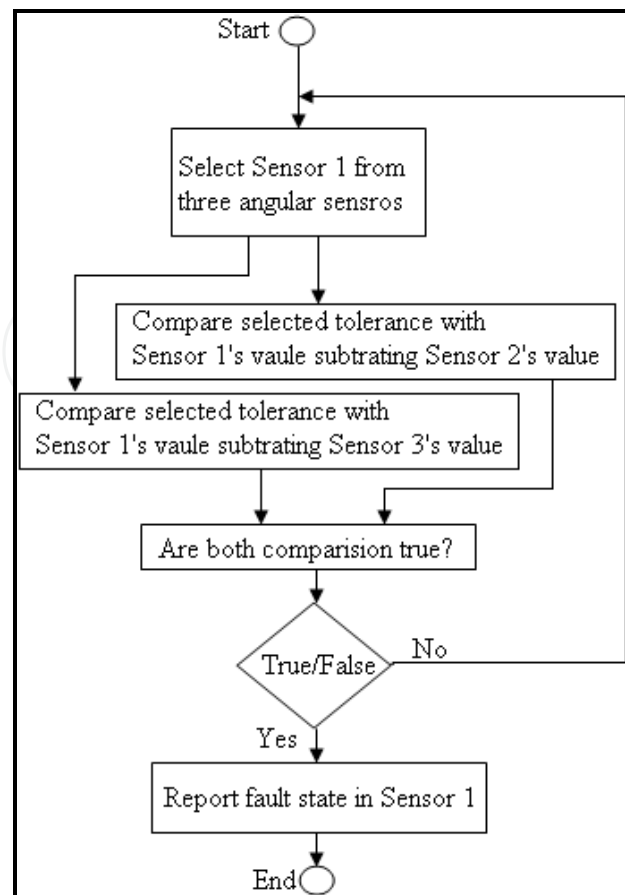 Start
Select Sensor 1 from
three angular sensros
Compare selected tolerance with
Sensor 1's vaule subtrating Sensor 2's value
Compare selected tolerance with
Sensor 1's vaule subtrating Sensor 3's value
Are both comparision true?
True/False
No
Yes
Report fault state in Sensor 1
End